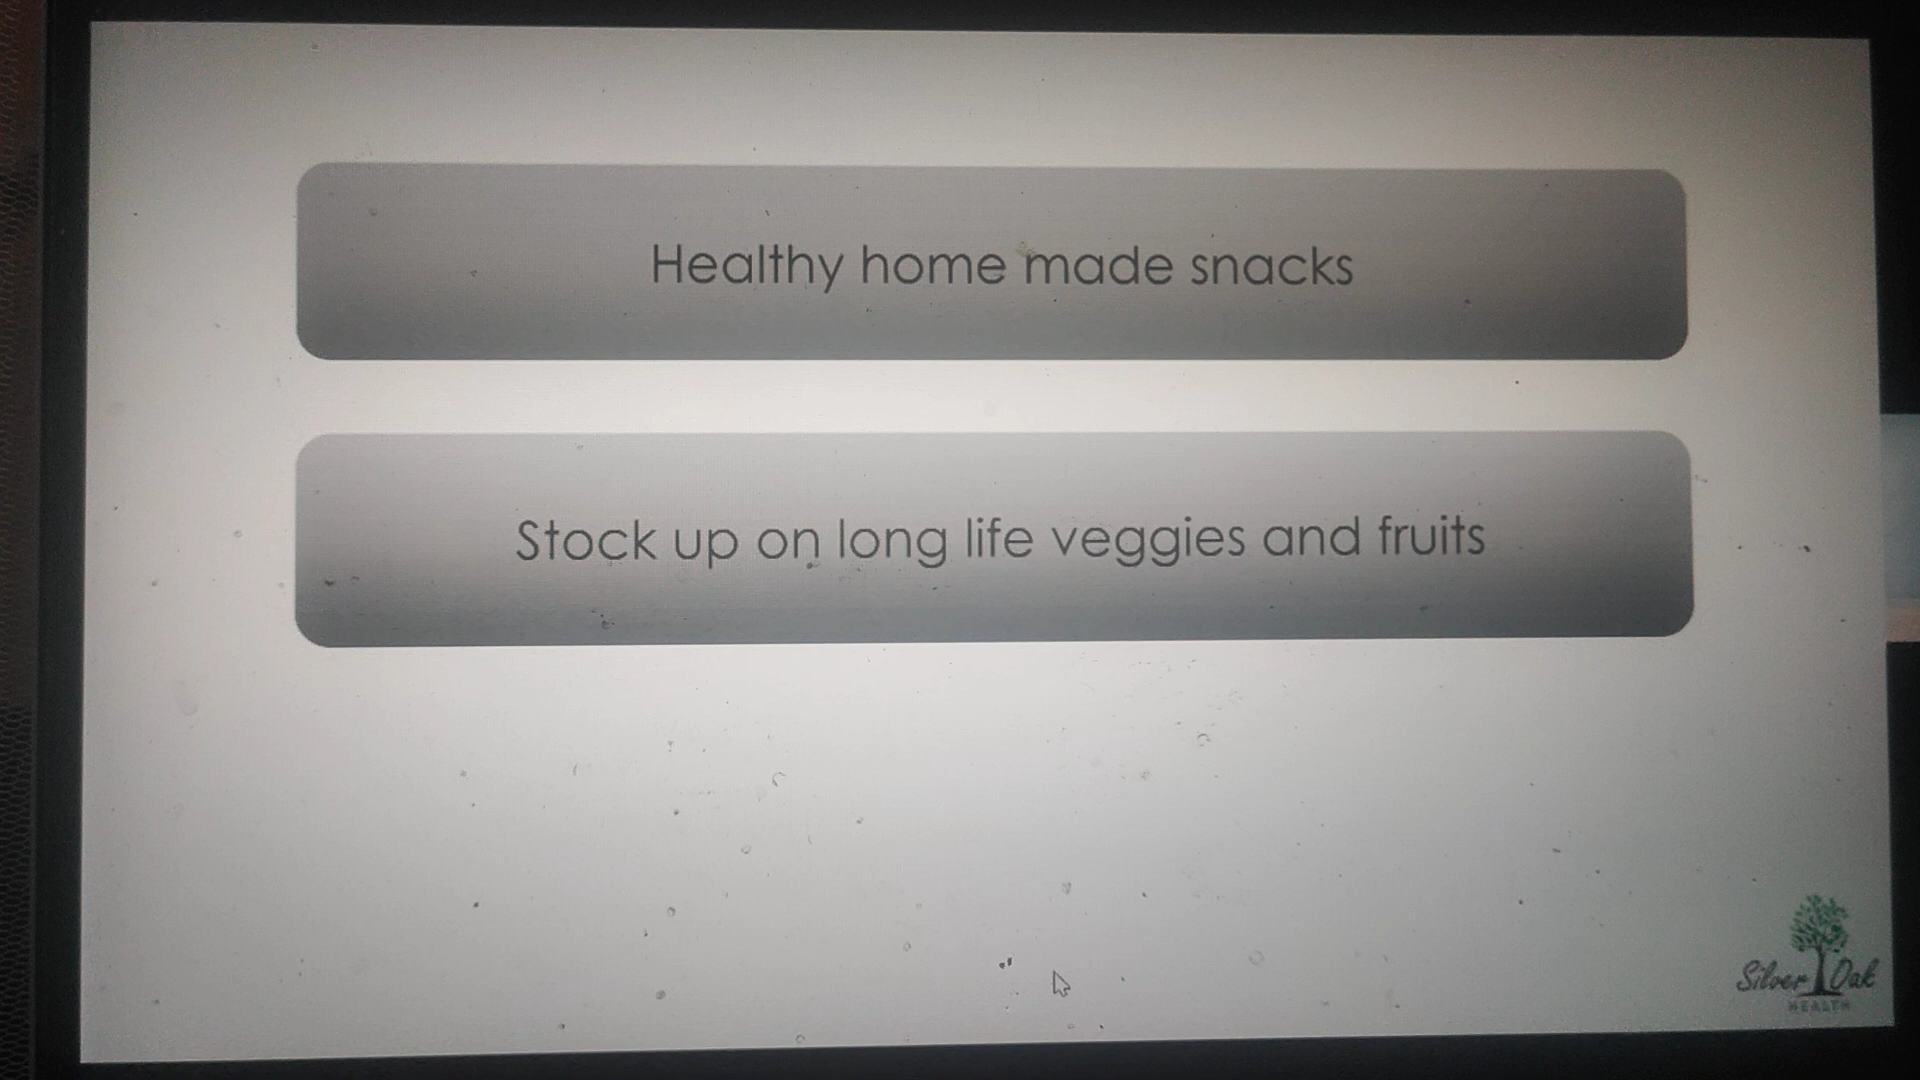 Healthy home made snacks
Stock up on long life veggies and fruits
Silver Oak
HEALTH